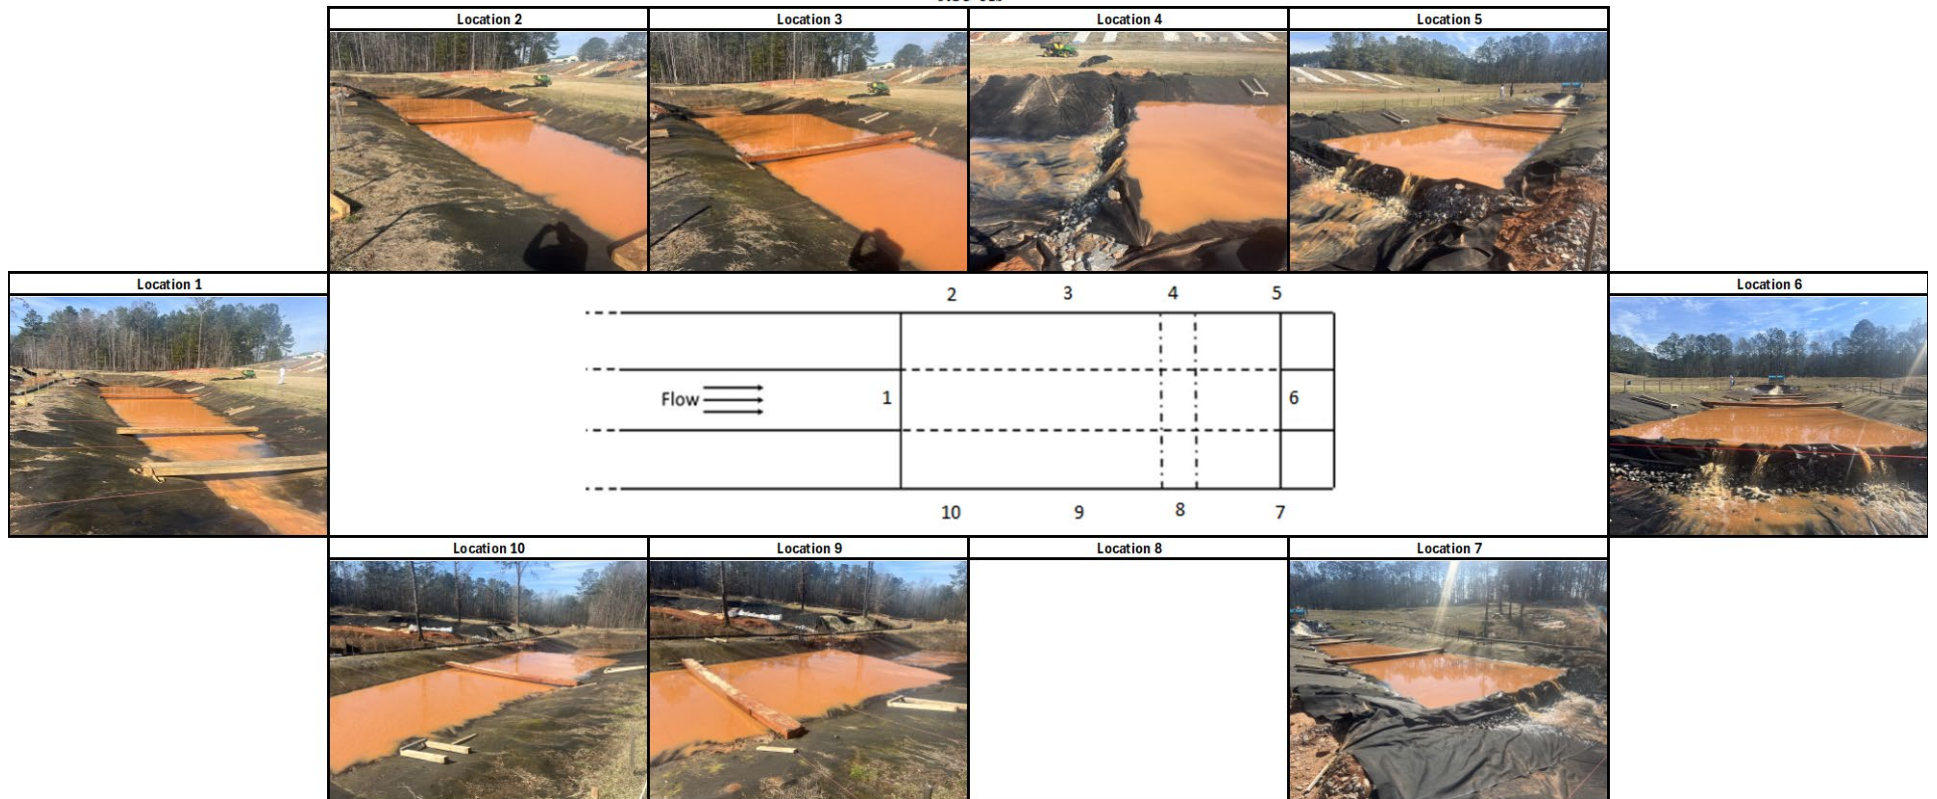 Location 2
Location 3
Location 4
Location 5
Location 1
Location 6
2
3
4
5
Flow
1
6
10
9
8
7
Location 10
Location 9
Location 8
Location 7